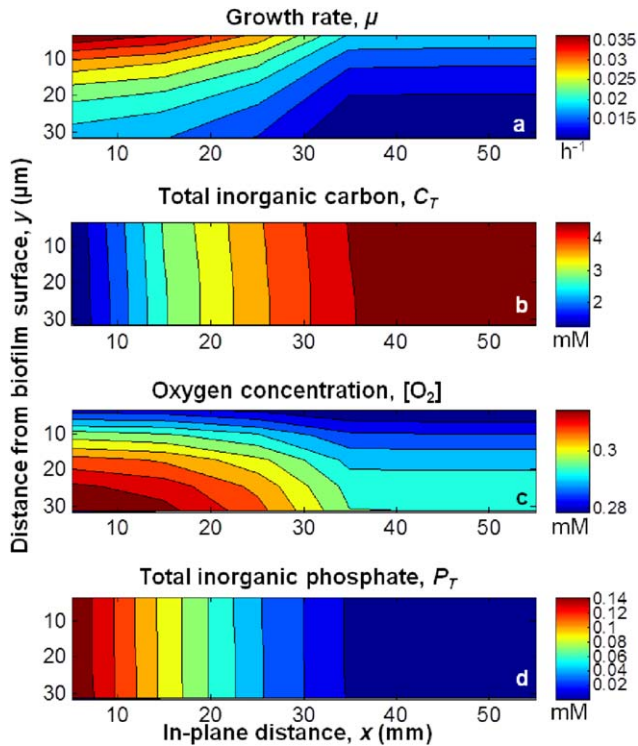 Growth rate, μ
10
20
30
10 20 30 40 50
a
0.035
0.03
0.025
0.02
0.015
h⁻¹
Total inorganic carbon, C_T
10
20
30
10 20 30 40 50
b
4
3
2
mM
Distance from biofilm surface, y (μm)
Oxygen concentration, [O₂]
10
20
30
10 20 30 40 50
c
0.3
0.28
mM
Total inorganic phosphate, P_T
10
20
30
10 20 30 40 50
d
0.14
0.12
0.10
0.08
0.06
0.04
0.02
mM
In-plane distance, x (mm)